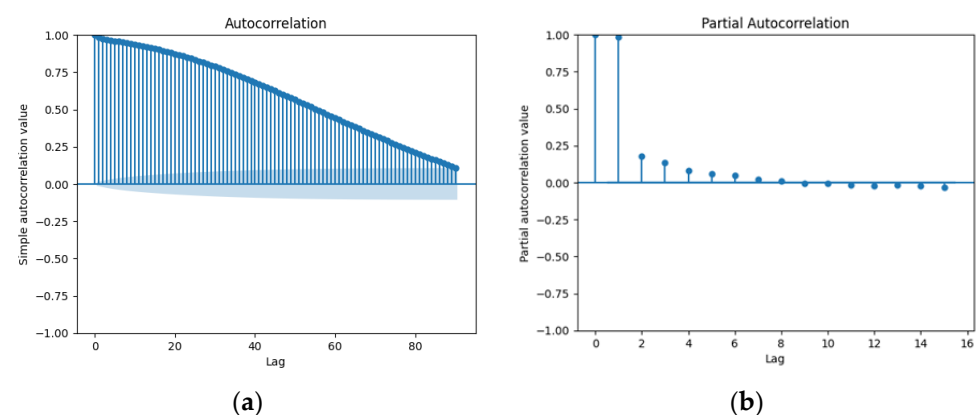 Autocorrelation
1.00
0.75
0.50
0.25
0.00
−0.25
−0.50
−0.75
−1.00
Simple autocorrelation value
0 20 40 60 80
Lag
(a)
Partial Autocorrelation
1.00
0.75
0.50
0.25
0.00
−0.25
−0.50
−0.75
−1.00
Partial autocorrelation value
0 2 4 6 8 10 12 14 16
Lag
(b)